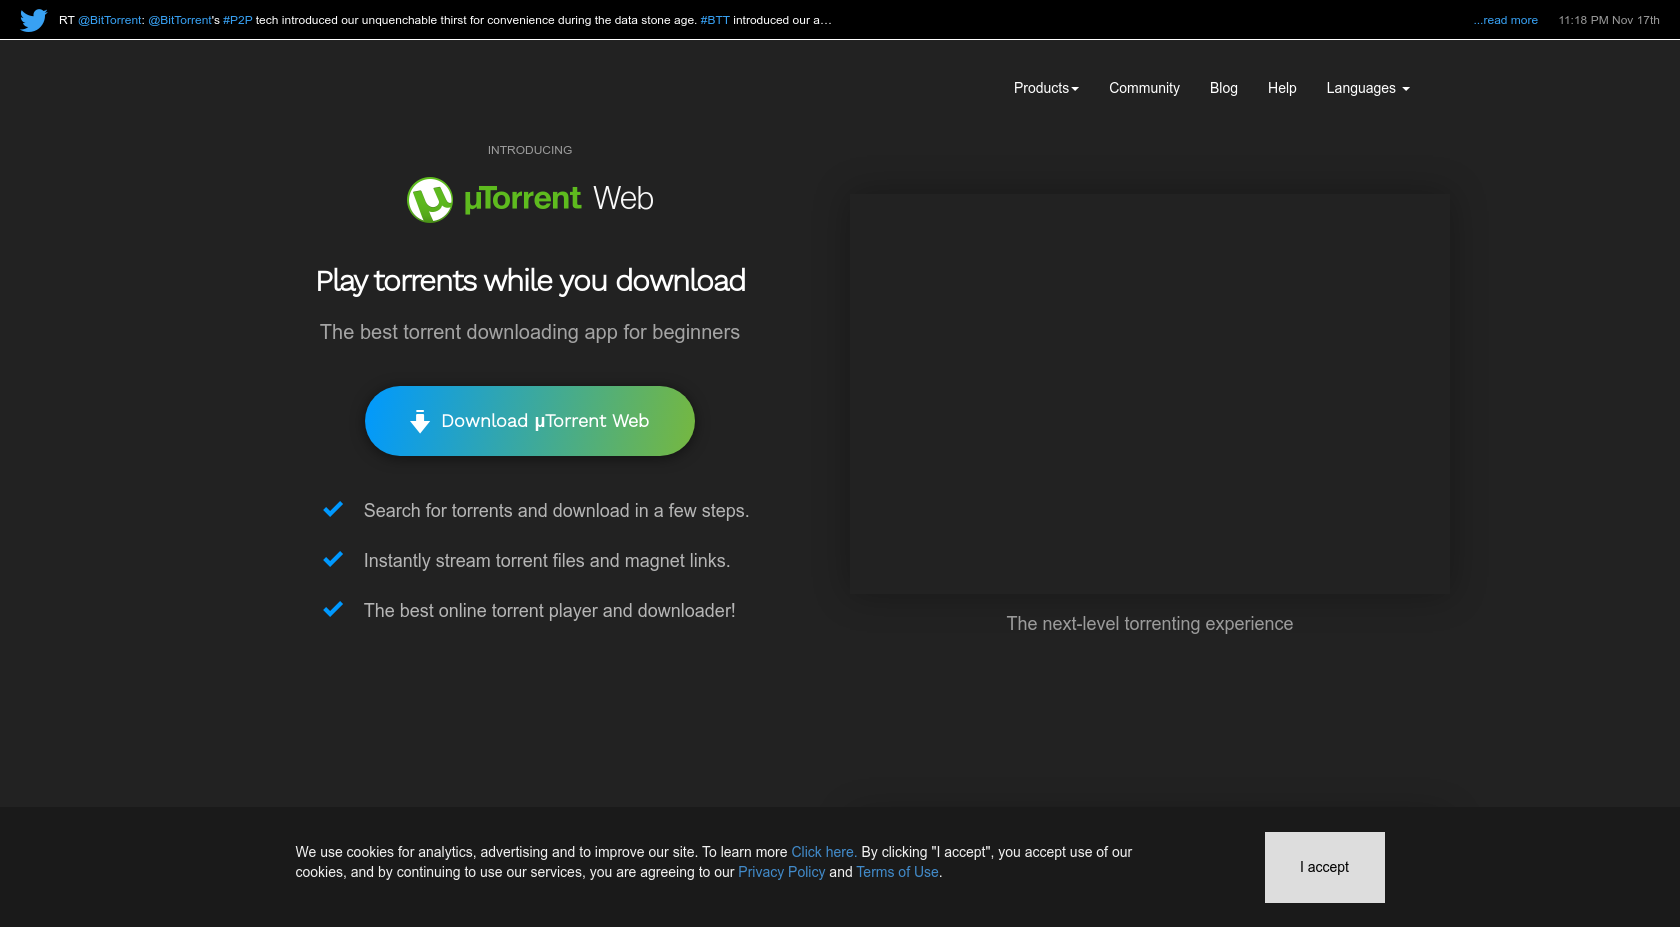 RT @BitTorrent: @BitTorrent's #P2P tech introduced our unquenchable thirst for convenience during the data stone age. #BTT introduced our a…
...read more
11:18 PM Nov 17th
Products
Community
Blog
Help
Languages
INTRODUCING
µTorrent Web
Play torrents while you download
The best torrent downloading app for beginners
Download µTorrent Web
Search for torrents and download in a few steps.
Instantly stream torrent files and magnet links.
The best online torrent player and downloader!
The next-level torrenting experience
We use cookies for analytics, advertising and to improve our site. To learn more Click here. By clicking "I accept", you accept use of our
cookies, and by continuing to use our services, you are agreeing to our Privacy Policy and Terms of Use.
I accept